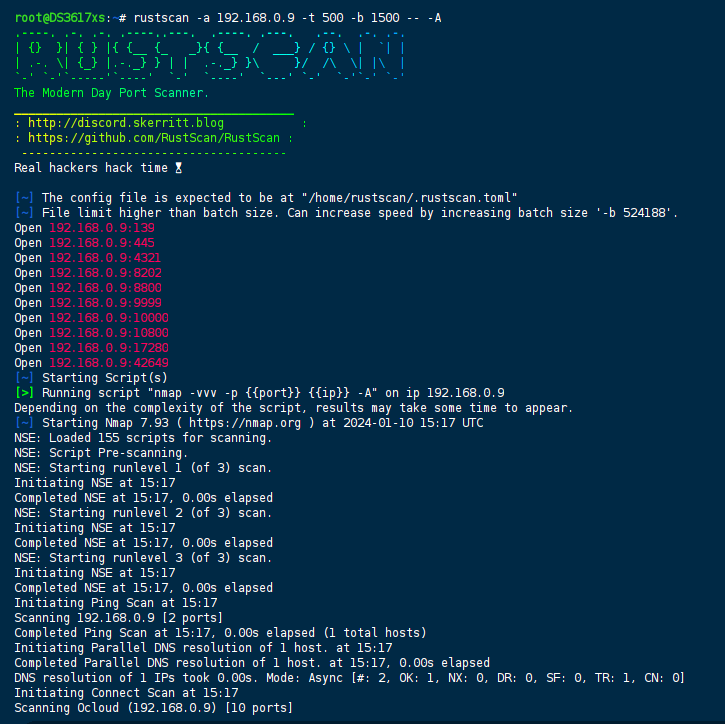 root@DS3617xs:~# rustscan -a 192.168.0.9 -t 500 -b 1500 -- -A
.----. .-. .-. .----..---.  .----. .---.   .--.  .-. .-.
| {}  }| { } |{ {__ {_   _}{ {__  /  ___} / {} \ |  `| |
| .-. \| {_} |.-._} } | |  .-._} }\     }/  /\  \| |\  |
`-' `-'`-----'`----'  `-'  `----'  `---' `-'  `-'`-' `-'
The Modern Day Port Scanner.
________________________________________
: http://discord.skerritt.blog           :
: https://github.com/RustScan/RustScan :
 --------------------------------------
Real hackers hack time ⌛
[~] The config file is expected to be at "/home/rustscan/.rustscan.toml"
[~] File limit higher than batch size. Can increase speed by increasing batch size '-b 524188'.
Open 192.168.0.9:139
Open 192.168.0.9:445
Open 192.168.0.9:4321
Open 192.168.0.9:8202
Open 192.168.0.9:8800
Open 192.168.0.9:9999
Open 192.168.0.9:10000
Open 192.168.0.9:10800
Open 192.168.0.9:17280
Open 192.168.0.9:42649
[~] Starting Script(s)
[>] Running script "nmap -vvv -p {{port}} {{ip}} -A" on ip 192.168.0.9
Depending on the complexity of the script, results may take some time to appear.
[~] Starting Nmap 7.93 ( https://nmap.org ) at 2024-01-10 15:17 UTC
NSE: Loaded 155 scripts for scanning.
NSE: Script Pre-scanning.
NSE: Starting runlevel 1 (of 3) scan.
Initiating NSE at 15:17
Completed NSE at 15:17, 0.00s elapsed
NSE: Starting runlevel 2 (of 3) scan.
Initiating NSE at 15:17
Completed NSE at 15:17, 0.00s elapsed
NSE: Starting runlevel 3 (of 3) scan.
Initiating NSE at 15:17
Completed NSE at 15:17, 0.00s elapsed
Initiating Ping Scan at 15:17
Scanning 192.168.0.9 [2 ports]
Completed Ping Scan at 15:17, 0.00s elapsed (1 total hosts)
Initiating Parallel DNS resolution of 1 host. at 15:17
Completed Parallel DNS resolution of 1 host. at 15:17, 0.00s elapsed
DNS resolution of 1 IPs took 0.00s. Mode: Async [#: 2, OK: 1, NX: 0, DR: 0, SF: 0, TR: 1, CN: 0]
Initiating Connect Scan at 15:17
Scanning Ocloud (192.168.0.9) [10 ports]